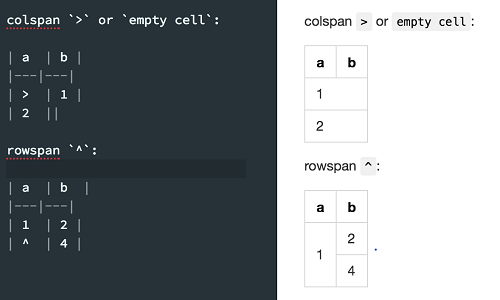 colspan `>` or `empty cell`:
| a | b |
|---|---|
| > | 1 |
| 2 ||
rowspan `^`:
| a | b |
|---|---|
| 1 | 2 |
| ^ | 4 |
colspan > or empty cell :
a b
1
2
rowspan ^ :
a b
1 2
4
.